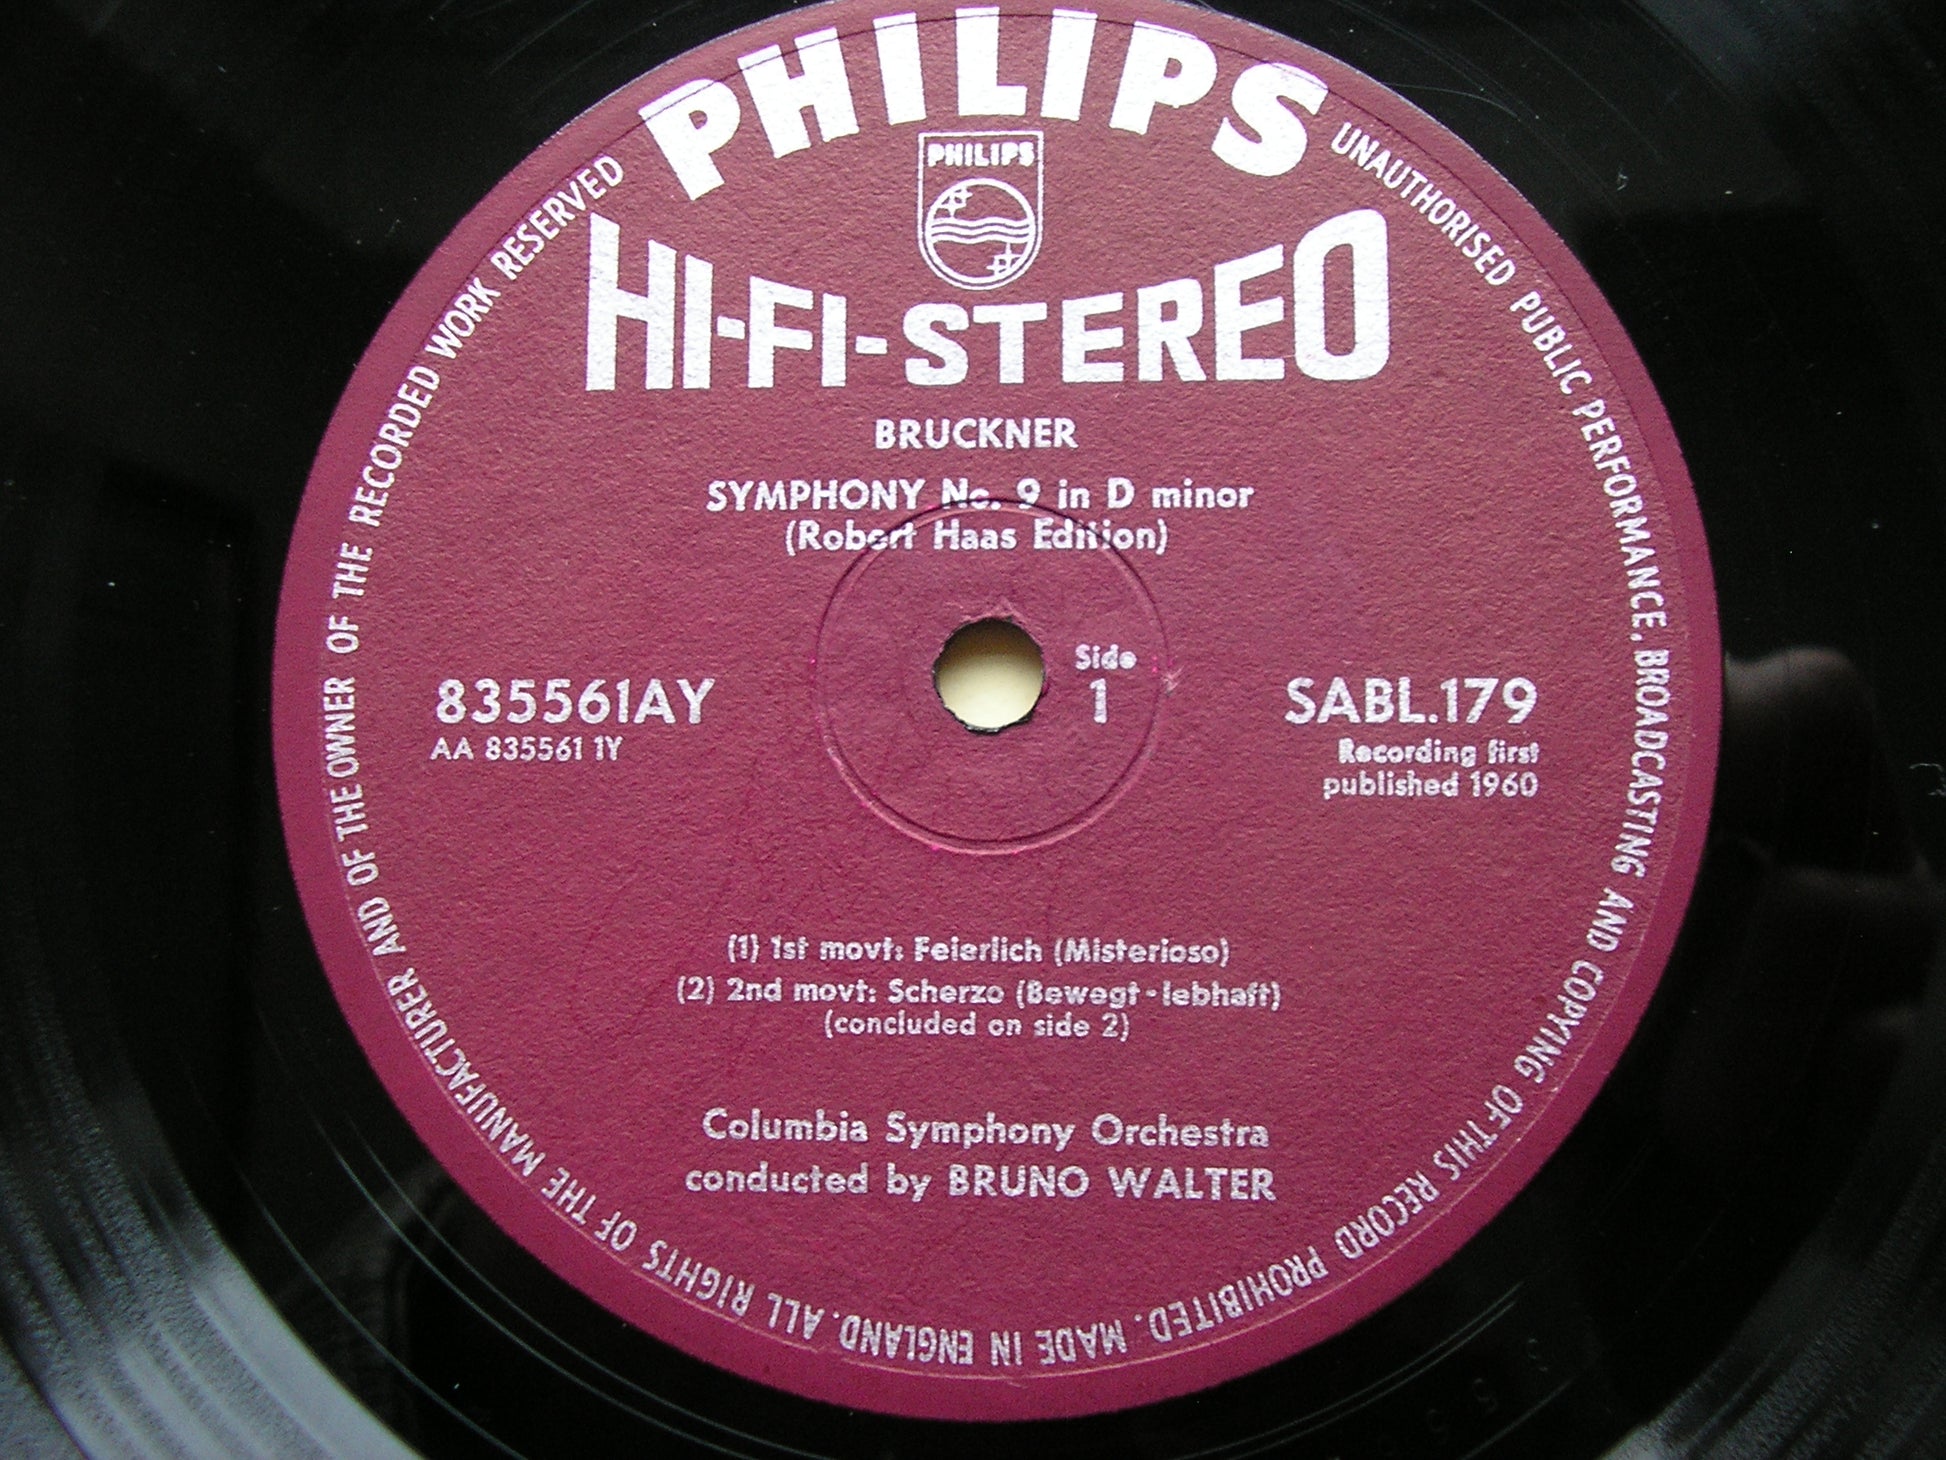 PHILIPS
PHILIPS
HI-FI-STEREO
BRUCKNER
SYMPHONY No. 9 in D minor
(Robert Haas Edition)
Side
1
835561AY
AA 835561 1Y
SABL.179
Recording first
published 1960
(1) 1st movt: Feierlich (Misterioso)
(2) 2nd movt: Scherzo (Bewegt-lebhaft)
(concluded on side 2)
Columbia Symphony Orchestra
conducted by BRUNO WALTER
ALL RIGHTS OF THE MANUFACTURER AND OF THE OWNER OF THE RECORDED WORK RESERVED
UNAUTHORISED PUBLIC PERFORMANCE, BROADCASTING AND COPYING OF THIS RECORD PROHIBITED. MADE IN ENGLAND.